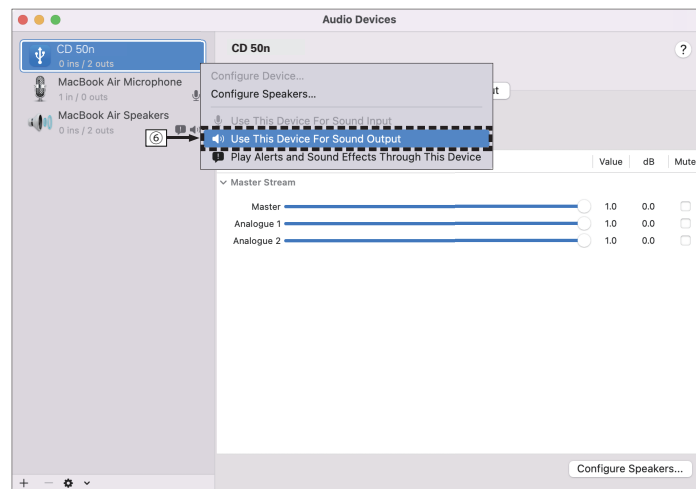 Audio Devices
CD 50n
0 ins / 2 outs
MacBook Air Microphone
1 in / 0 outs
MacBook Air Speakers
0 ins / 2 outs
⑥
CD 50n
?
Configure Device...
Configure Speakers...
Use This Device For Sound Input
Use This Device For Sound Output
Play Alerts and Sound Effects Through This Device
Value dB Mute
Master Stream
Master 1.0 0.0
Analogue 1 1.0 0.0
Analogue 2 1.0 0.0
Configure Speakers...